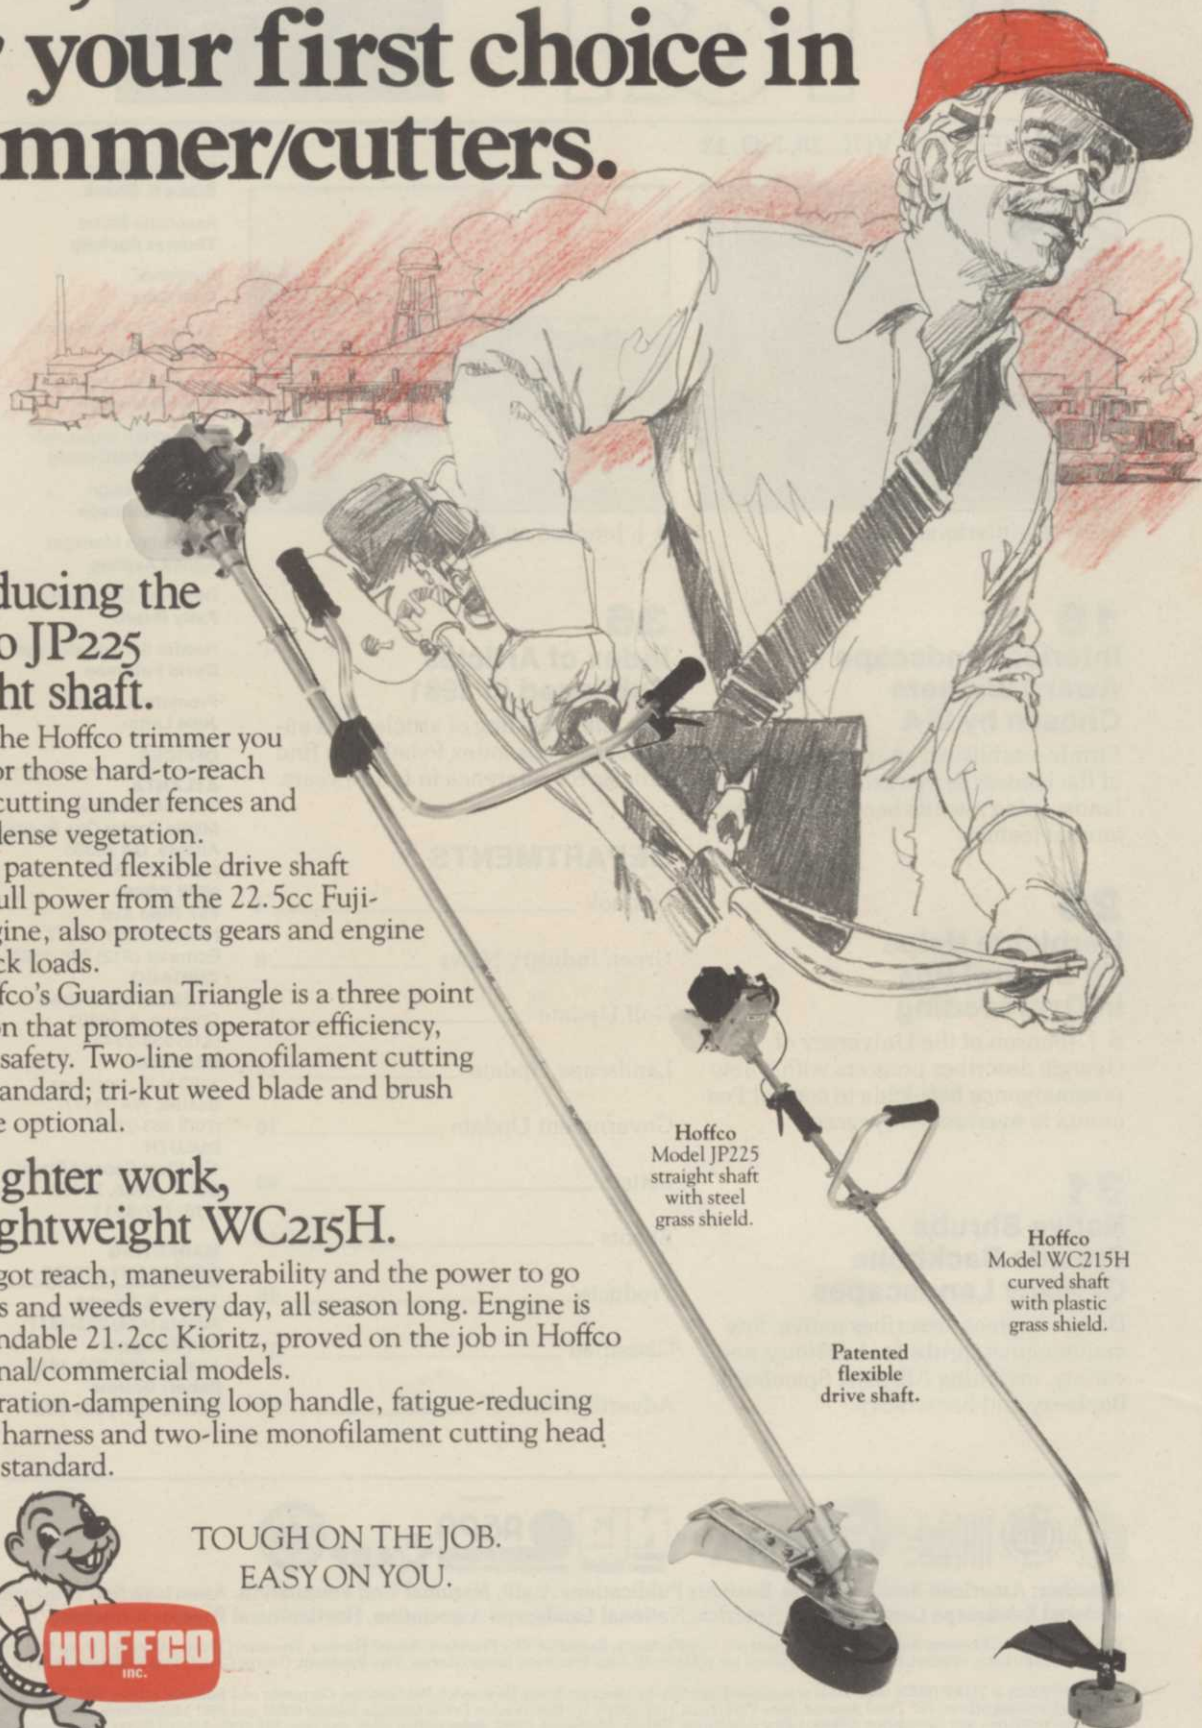 your first choice in
mmer/cutters.
ducing the
o JP225
ht shaft.
he Hoffco trimmer you
or those hard-to-reach
cutting under fences and
dense vegetation.
patented flexible drive shaft
ull power from the 22.5cc Fuji-
gine, also protects gears and engine
ck loads.
fco's Guardian Triangle is a three point
on that promotes operator efficiency,
safety. Two-line monofilament cutting
tandard; tri-kut weed blade and brush
e optional.
ghter work,
ghtweight WC215H.
got reach, maneuverability and the power to go
s and weeds every day, all season long. Engine is
ndable 21.2cc Kioritz, proved on the job in Hoffco
nal/commercial models.
ration-dampening loop handle, fatigue-reducing
harness and two-line monofilament cutting head
standard.
Hoffco
Model JP225
straight shaft
with steel
grass shield.
Hoffco
Model WC215H
curved shaft
with plastic
grass shield.
Patented
flexible
drive shaft.
TOUGH ON THE JOB.
EASY ON YOU.
HOFFCO
INC.